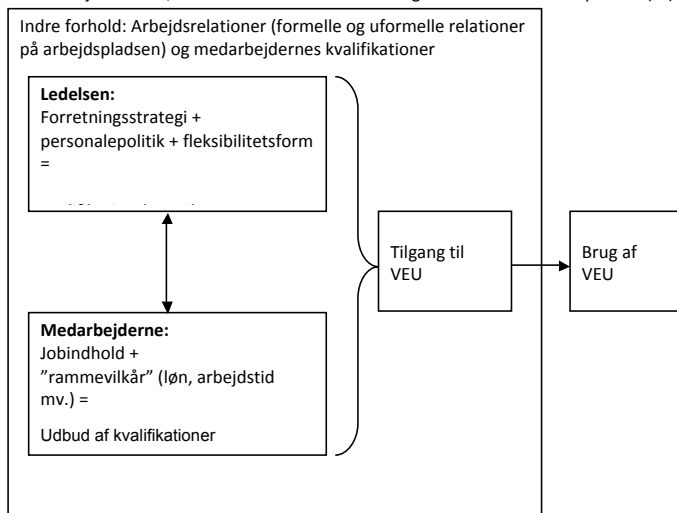 Indre forhold: Arbejdsrelationer (formelle og uformelle relationer
på arbejdspladsen) og medarbejdernes kvalifikationer
Ledelsen:
Forretningsstrategi +
personalepolitik + fleksibilitetsform
=
Tilgang til
VEU
Brug af
VEU
Medarbejderne:
Jobindhold +
”rammevilkår” (løn, arbejdstid
mv.) =
Udbud af kvalifikationer